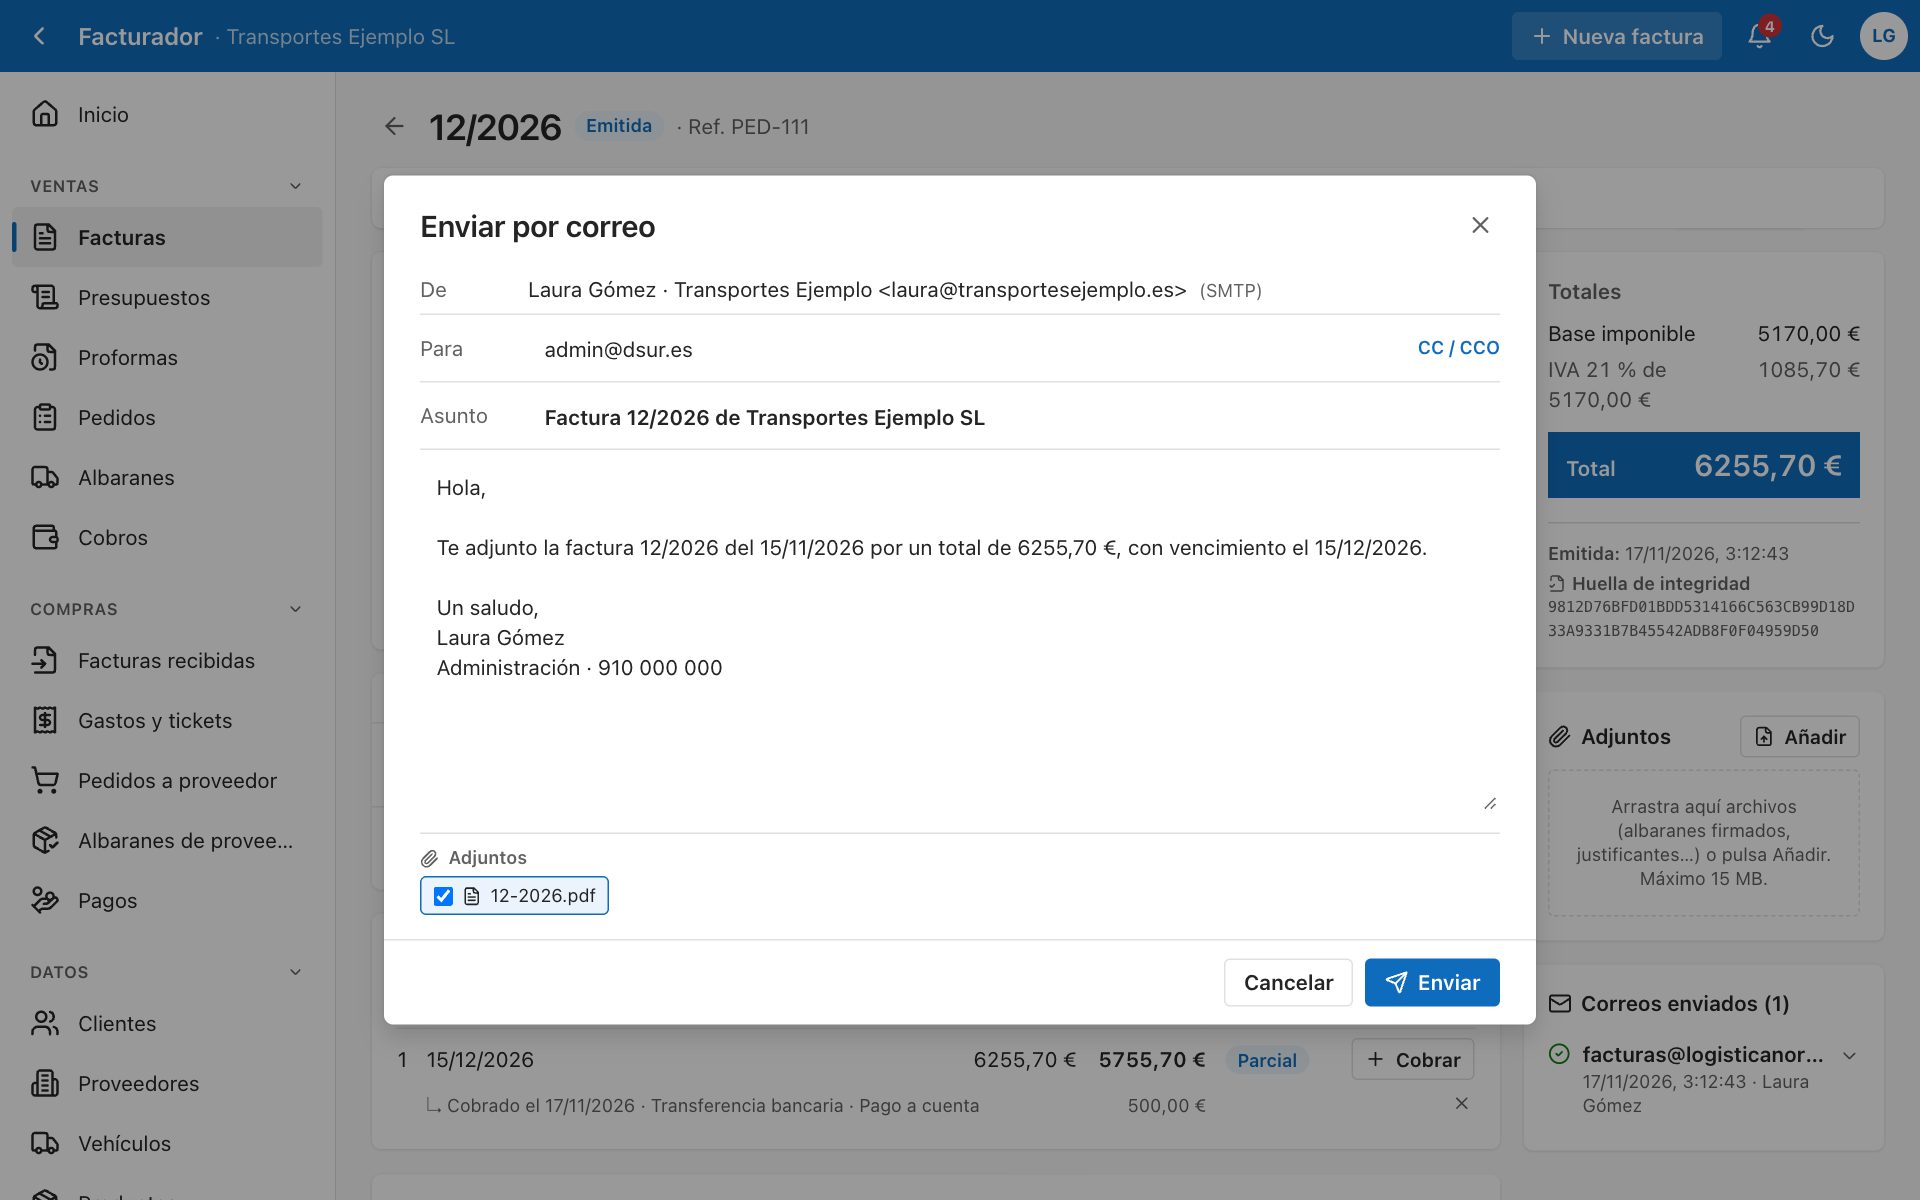 Facturador · Transportes Ejemplo SL
+ Nueva factura
4
LG
Inicio
VENTAS
Facturas
Presupuestos
Proformas
Pedidos
Albaranes
Cobros
COMPRAS
Facturas recibidas
Gastos y tickets
Pedidos a proveedor
Albaranes de provee...
Pagos
DATOS
Clientes
Proveedores
Vehículos
12/2026 Emitida · Ref. PED-111
Enviar por correo
De Laura Gómez · Transportes Ejemplo <laura@transportesejemplo.es> (SMTP)
Para admin@dsur.es CC / CCO
Asunto Factura 12/2026 de Transportes Ejemplo SL
Hola,
Te adjunto la factura 12/2026 del 15/11/2026 por un total de 6255,70 €, con vencimiento el 15/12/2026.
Un saludo,
Laura Gómez
Administración · 910 000 000
Adjuntos
12-2026.pdf
Cancelar Enviar
1 15/12/2026 6255,70 € 5755,70 € Parcial + Cobrar
Cobrado el 17/11/2026 · Transferencia bancaria · Pago a cuenta 500,00 €
Totales
Base imponible 5170,00 €
IVA 21 % de 1085,70 €
5170,00 €
Total 6255,70 €
Emitida: 17/11/2026, 3:12:43
Huella de integridad
9812D76BFD01BDD5314166C563CB99D18D
33A9331B7B45542ADB8F0F04959D50
Adjuntos Añadir
Arrastra aquí archivos
(albaranes firmados,
justificantes...) o pulsa Añadir.
Máximo 15 MB.
Correos enviados (1)
facturas@logisticanor...
17/11/2026, 3:12:43 · Laura
Gómez